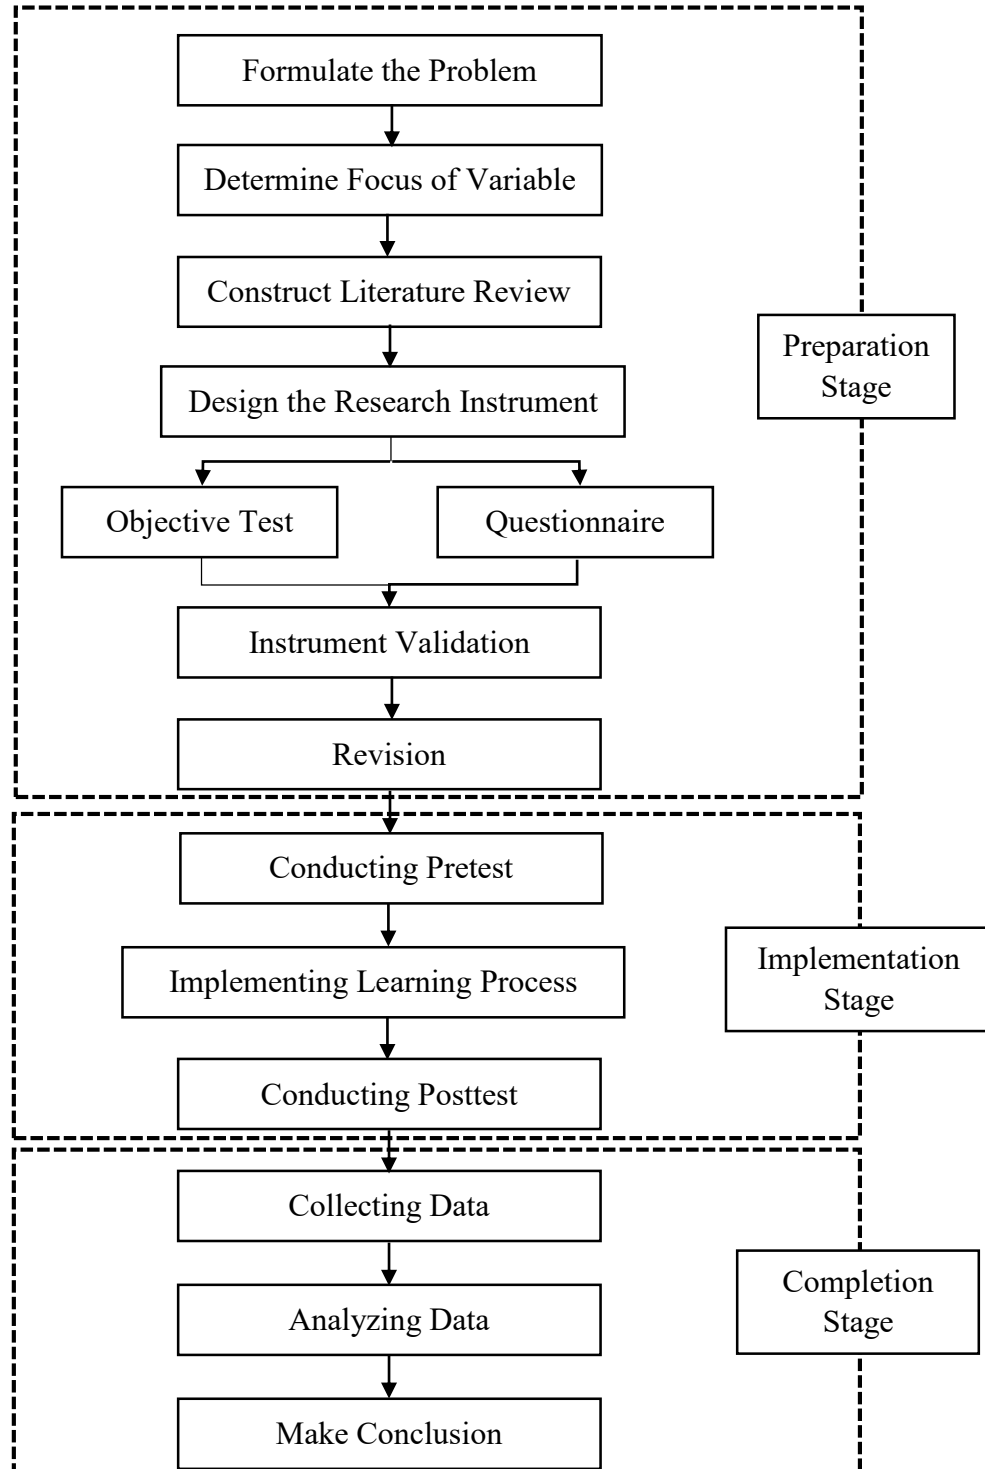 Formulate the Problem
Determine Focus of Variable
Construct Literature Review
Preparation
Stage
Design the Research Instrument
Objective Test
Questionnaire
Instrument Validation
Revision
Conducting Pretest
Implementing Learning Process
Implementation
Stage
Conducting Posttest
Collecting Data
Completion
Stage
Analyzing Data
Make Conclusion